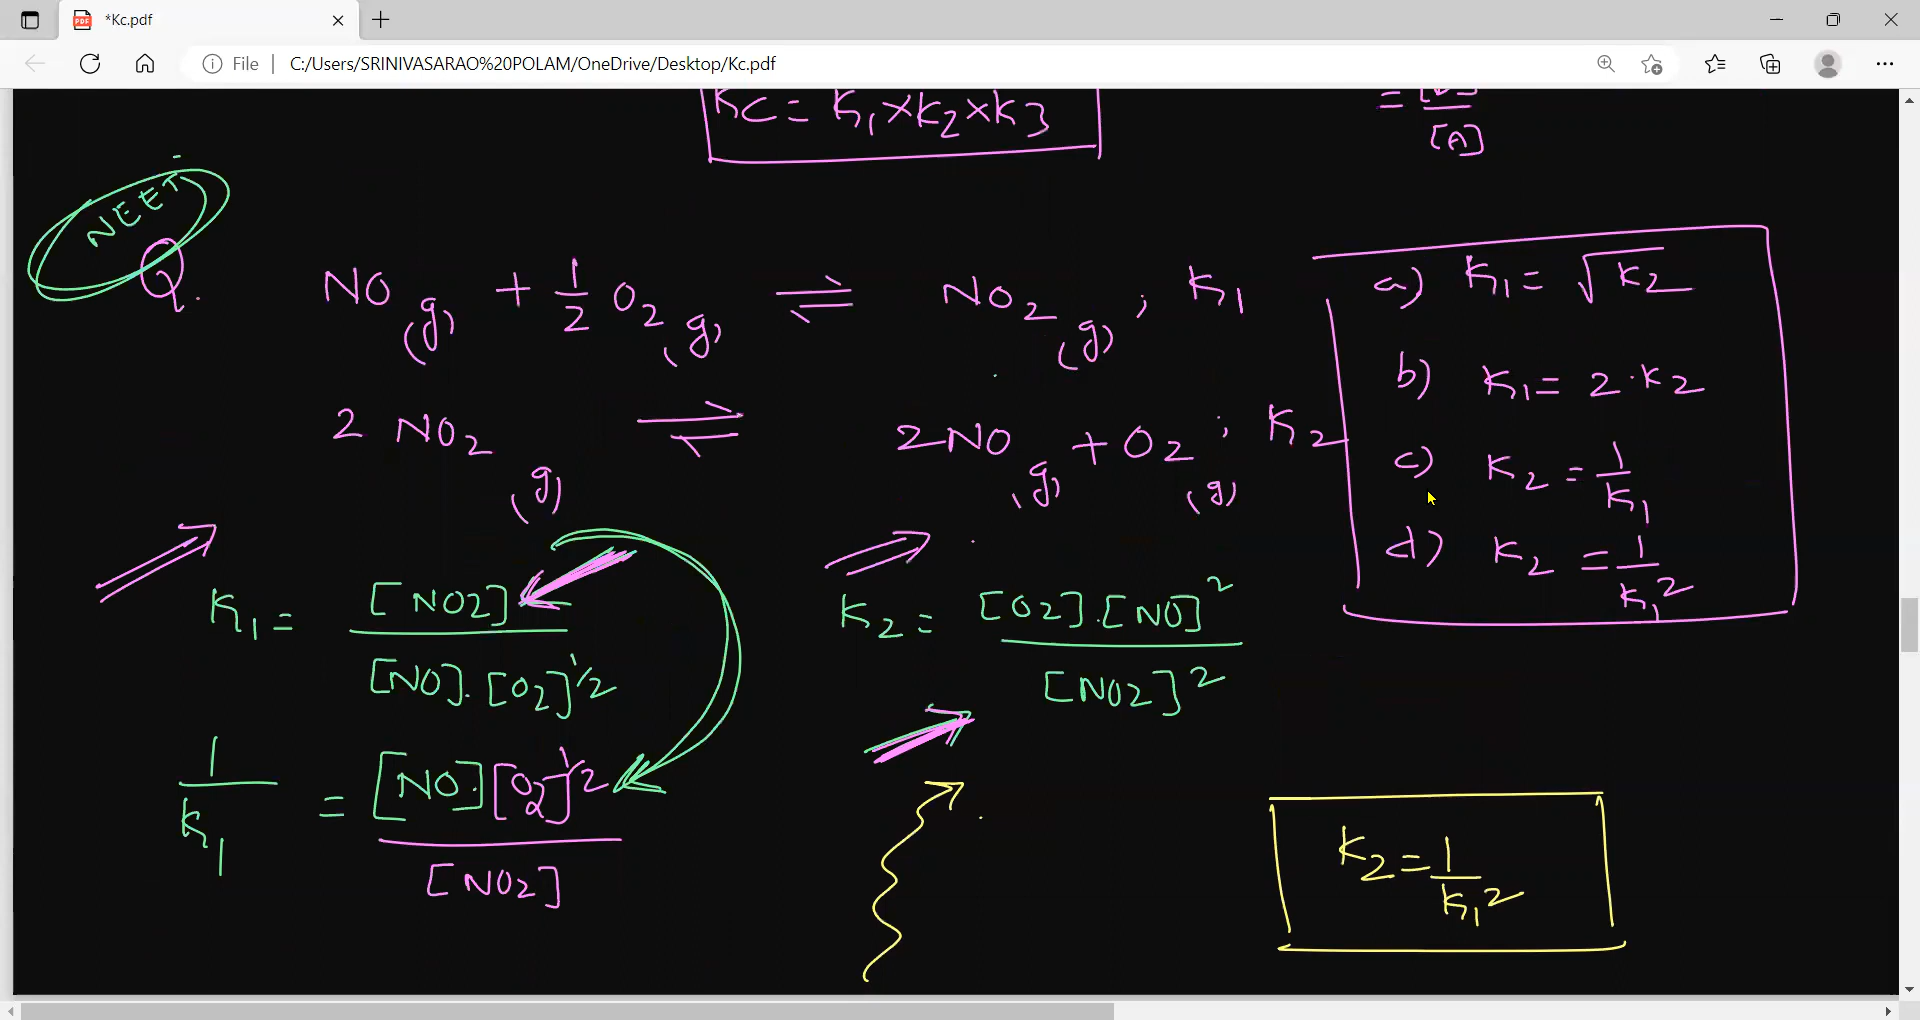 *Kc.pdf
File | C:/Users/SRINIVASARAO%20POLAM/OneDrive/Desktop/Kc.pdf
Kc = K₁ × K₂ × K3
[A]
NEET
Q.
NO(g) + 1/2 O₂(g) ⇌ NO₂(g) ; K₁
2 NO₂(g) ⇌ 2NO(g) + O₂(g) ; K₂
a) K₁ = √K₂
b) K₁ = 2·K₂
c) K₂ = 1/K₁
d) K₂ = 1/K₁²
K₁ = [NO2] / [NO].[O₂]^1/2
K₂ = [O2].[NO]² / [NO2]²
1/K₁ = [NO].[O₂]^1/2 / [NO₂]
K₂ = 1/K₁²